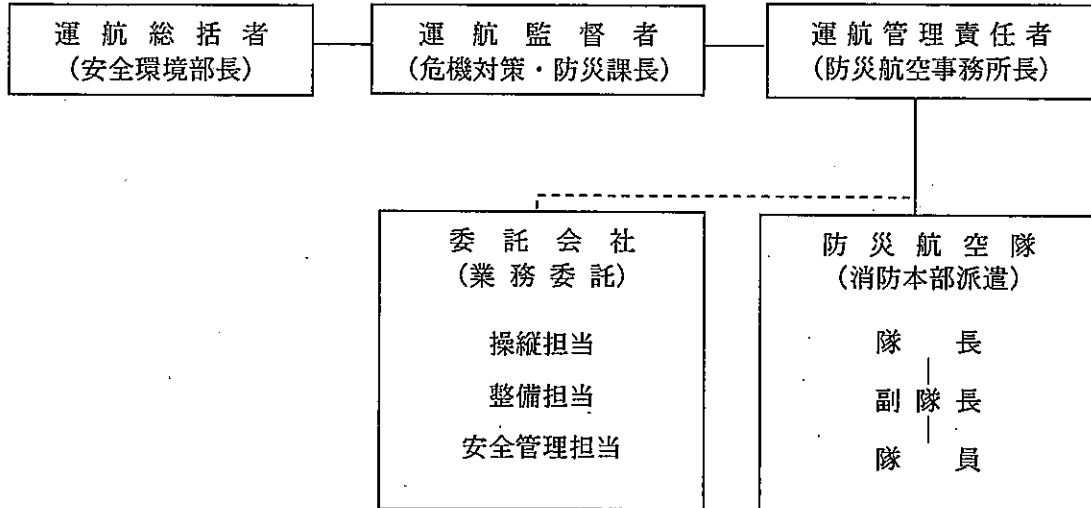 運航総括者
(安全環境部長)
運航監督者
(危機対策・防災課長)
運航管理責任者
(防災航空事務所長)
委託会社
(業務委託)
操縦担当
整備担当
安全管理担当
防災航空隊
(消防本部派遣)
隊長
副隊長
隊員